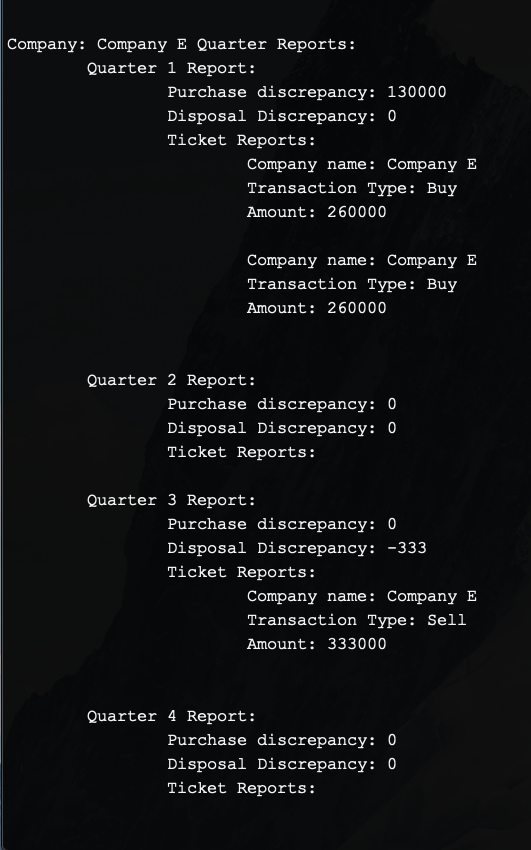 Company: Company E Quarter Reports:
Quarter 1 Report:
Purchase discrepancy: 130000
Disposal Discrepancy: 0
Ticket Reports:
Company name: Company E
Transaction Type: Buy
Amount: 260000
Company name: Company E
Transaction Type: Buy
Amount: 260000
Quarter 2 Report:
Purchase discrepancy: 0
Disposal Discrepancy: 0
Ticket Reports:
Quarter 3 Report:
Purchase discrepancy: 0
Disposal Discrepancy: -333
Ticket Reports:
Company name: Company E
Transaction Type: Sell
Amount: 333000
Quarter 4 Report:
Purchase discrepancy: 0
Disposal Discrepancy: 0
Ticket Reports: